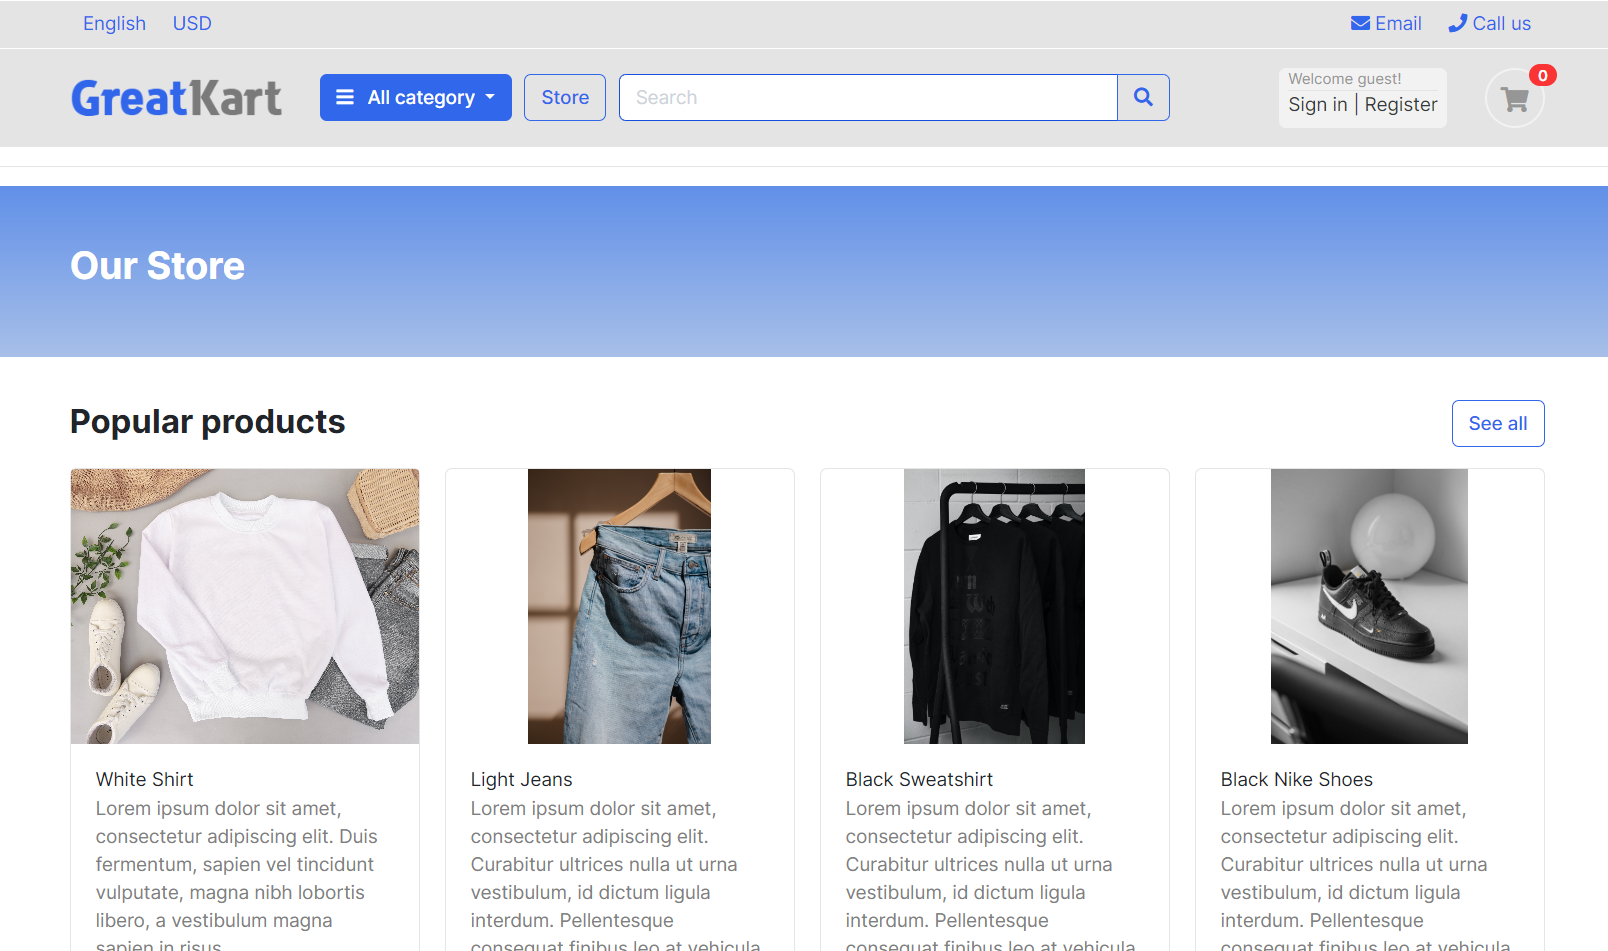 English USD Email Call us
GreatKart All category Store Search Welcome guest! 0
Sign in | Register
Our Store
Popular products See all
White Shirt
Lorem ipsum dolor sit amet,
consectetur adipiscing elit. Duis
fermentum, sapien vel tincidunt
vulputate, magna nibh lobortis
libero, a vestibulum magna
sapien in risus
Light Jeans
Lorem ipsum dolor sit amet,
consectetur adipiscing elit.
Curabitur ultrices nulla ut urna
vestibulum, id dictum ligula
interdum. Pellentesque
consequat finibus leo at vehicula
Black Sweatshirt
Lorem ipsum dolor sit amet,
consectetur adipiscing elit.
Curabitur ultrices nulla ut urna
vestibulum, id dictum ligula
interdum. Pellentesque
consequat finibus leo at vehicula
Black Nike Shoes
Lorem ipsum dolor sit amet,
consectetur adipiscing elit.
Curabitur ultrices nulla ut urna
vestibulum, id dictum ligula
interdum. Pellentesque
consequat finibus leo at vehicula